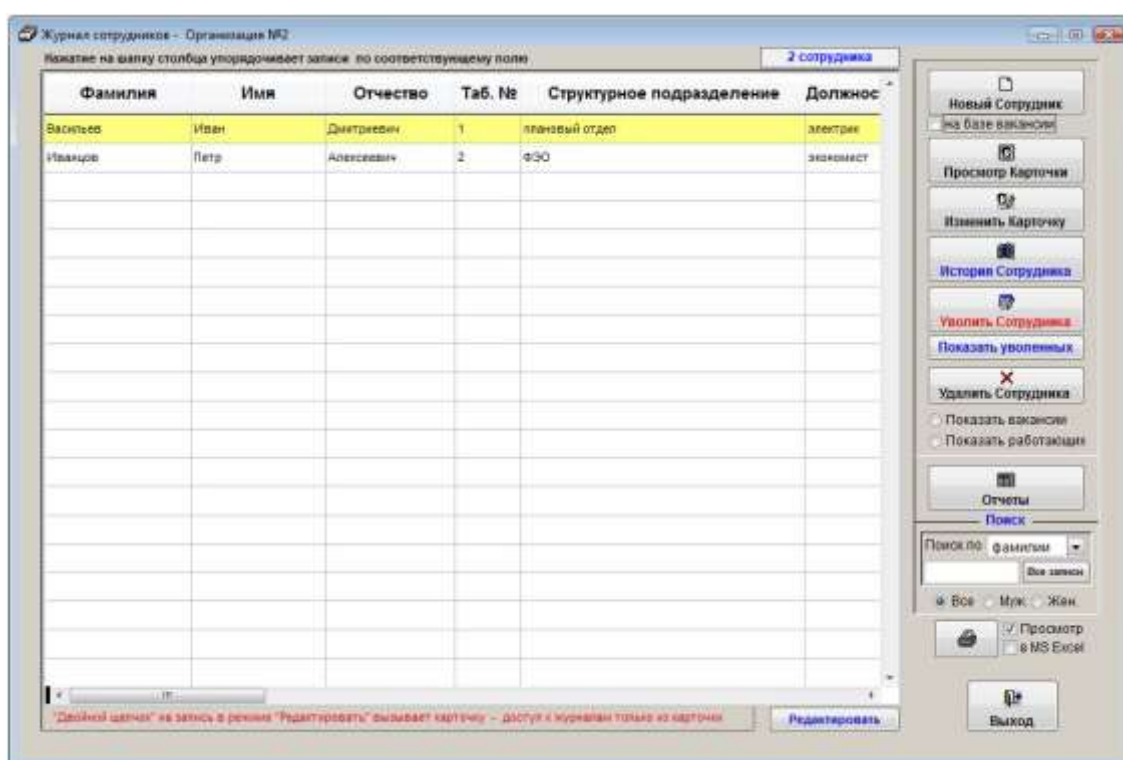 Журнал сотрудников - Организация №2
Нажатие на шапку столбца упорядочивает записи по соответствующему полю
2 сотрудника
Фамилия Имя Отчество Таб. № Структурное подразделение Должнос
Васильев Иван Дмитриевич 1 плановый отдел электрик
Иванцов Петр Алексеевич 2 ФЭО экономист
Новый Сотрудник
на базе вакансии
Просмотр Карточки
Изменить Карточку
История Сотрудника
Уволить Сотрудника
Показать уволенных
Удалить Сотрудника
Показать вакансии
Показать работающих
Отчеты
Поиск
Поиск по фамилии
Все записи
Все Муж. Жен.
Просмотр
в MS Excel
"Двойной щелчок" на запись в режиме "Редактировать" вызывает карточку - доступ к журналам только из карточки
Редактировать
Выход